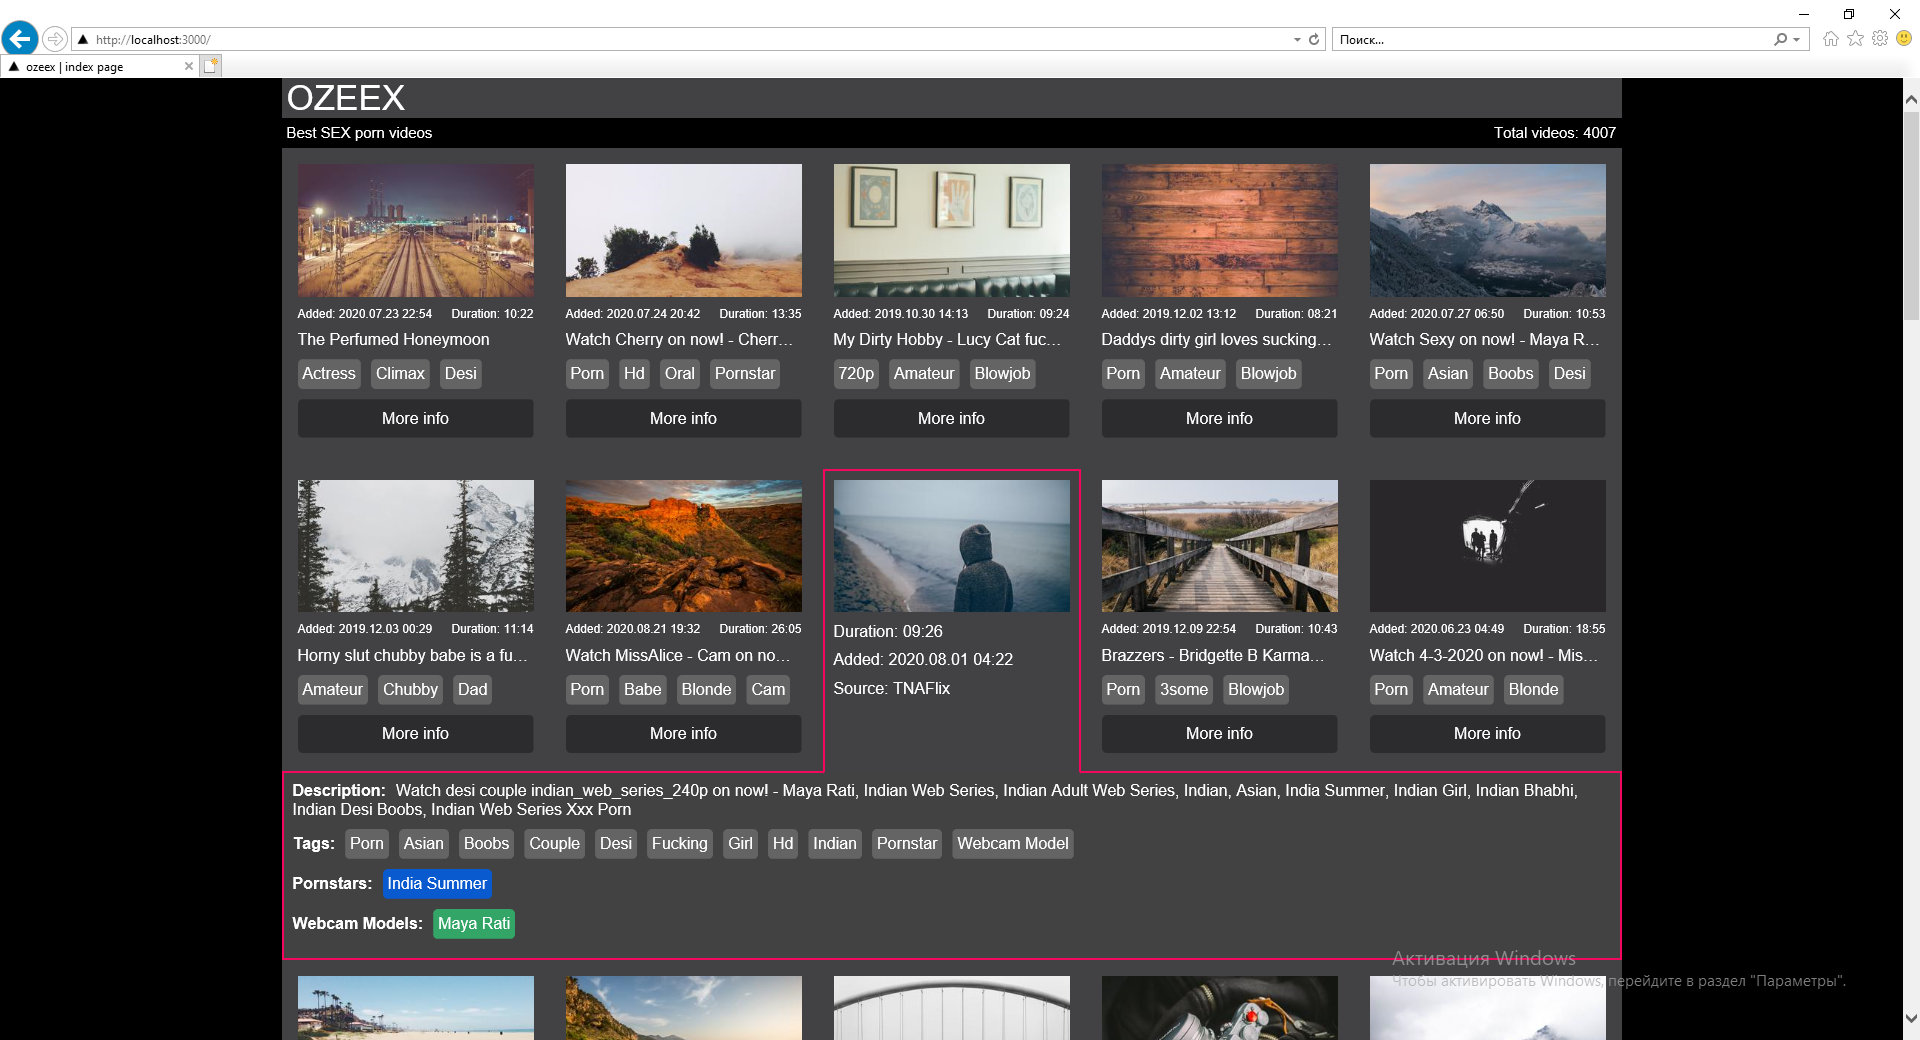 http://localhost:3000/
Поиск...
ozeex | index page
OZEEX
Best SEX porn videos Total videos: 4007
Added: 2020.07.23 22:54 Duration: 10:22
The Perfumed Honeymoon
Actress Climax Desi
More info
Added: 2020.07.24 20:42 Duration: 13:35
Watch Cherry on now! - Cherr...
Porn Hd Oral Pornstar
More info
Added: 2019.10.30 14:13 Duration: 09:24
My Dirty Hobby - Lucy Cat fuc...
720p Amateur Blowjob
More info
Added: 2019.12.02 13:12 Duration: 08:21
Daddys dirty girl loves sucking...
Porn Amateur Blowjob
More info
Added: 2020.07.27 06:50 Duration: 10:53
Watch Sexy on now! - Maya R...
Porn Asian Boobs Desi
More info
Added: 2019.12.03 00:29 Duration: 11:14
Horny slut chubby babe is a fu...
Amateur Chubby Dad
More info
Added: 2020.08.21 19:32 Duration: 26:05
Watch MissAlice - Cam on no...
Porn Babe Blonde Cam
More info
Duration: 09:26
Added: 2020.08.01 04:22
Source: TNAFlix
Added: 2019.12.09 22:54 Duration: 10:43
Brazzers - Bridgette B Karma...
Porn 3some Blowjob
More info
Added: 2020.06.23 04:49 Duration: 18:55
Watch 4-3-2020 on now! - Mis...
Porn Amateur Blonde
More info
Description: Watch desi couple indian_web_series_240p on now! - Maya Rati, Indian Web Series, Indian Adult Web Series, Indian, Asian, India Summer, Indian Girl, Indian Bhabhi,
Indian Desi Boobs, Indian Web Series Xxx Porn
Tags: Porn Asian Boobs Couple Desi Fucking Girl Hd Indian Pornstar Webcam Model
Pornstars: India Summer
Webcam Models: Maya Rati
Активация Windows
Чтобы активировать Windows, перейдите в раздел "Параметры".